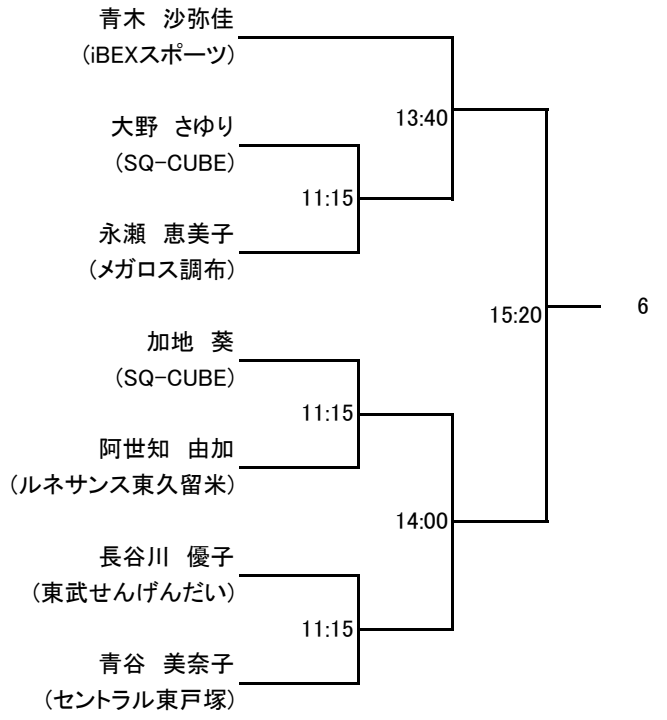 青木　沙弥佳
(iBEXスポーツ)
13:40
大野　さゆり
(SQ-CUBE)
11:15
永瀬　恵美子
(メガロス調布)
15:20
6
加地　葵
(SQ-CUBE)
11:15
阿世知　由加
(ルネサンス東久留米)
14:00
長谷川　優子
(東武せんげんだい)
11:15
青谷　美奈子
(セントラル東戸塚)